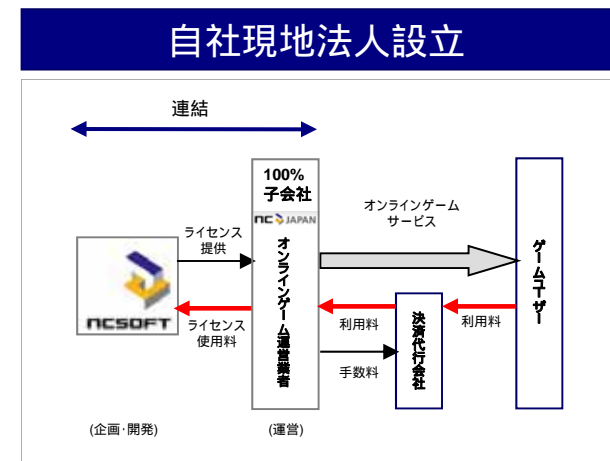 自社現地法人設立
連結
100%
子会社
nc JAPAN
オンラインゲーム運営業者
ncsoft
ライセンス
提供
ライセンス
使用料
オンラインゲーム
サービス
利用料
手数料
決済代行会社
利用料
ゲームユーザー
(企画･開発)
(運営)